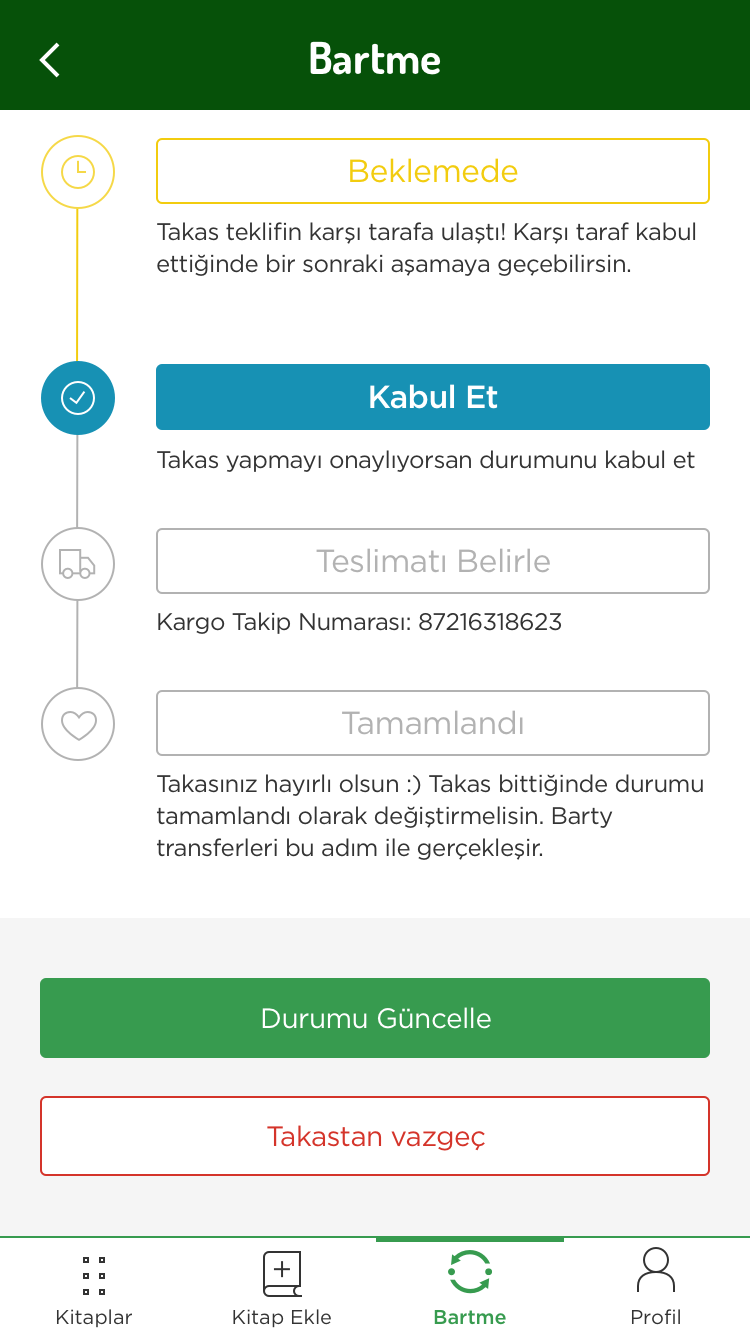 Bartme
Beklemede
Takas teklifin karşı tarafa ulaştı! Karşı taraf kabul
ettiğinde bir sonraki aşamaya geçebilirsin.
Kabul Et
Takas yapmayı onaylıyorsan durumunu kabul et
Teslimatı Belirle
Kargo Takip Numarası: 87216318623
Tamamlandı
Takasınız hayırlı olsun :) Takas bittiğinde durumu
tamamlandı olarak değiştirmelisin. Barty
transferleri bu adım ile gerçekleşir.
Durumu Güncelle
Takastan vazgeç
Kitaplar
Kitap Ekle
Bartme
Profil